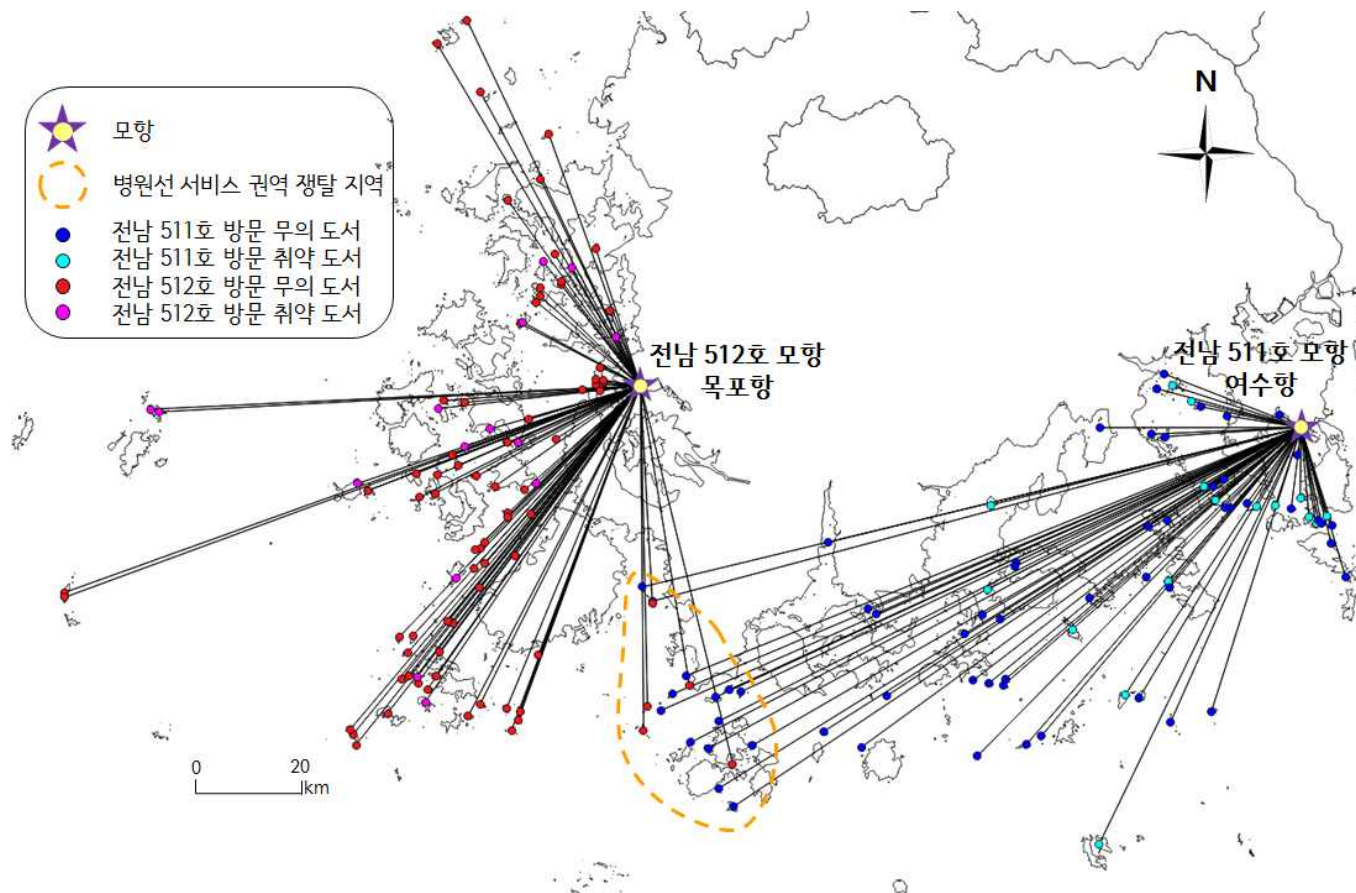 N
모항
병원선 서비스 권역 쟁탈 지역
전남 511호 방문 무의 도서
전남 511호 방문 취약 도서
전남 512호 방문 무의 도서
전남 512호 방문 취약 도서
전남 512호 모항
목포항
전남 511호 모항
여수항
0 20
km